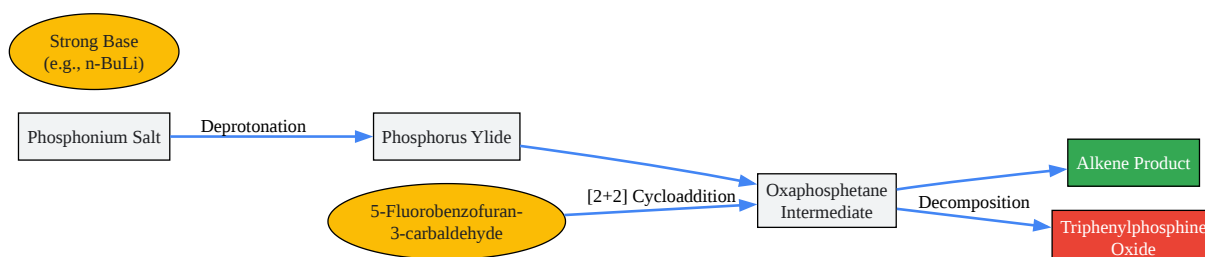 Strong Base
(e.g., n-BuLi)
Phosphonium Salt
Deprotonation
Phosphorus Ylide
5-Fluorobenzofuran-
3-carbaldehyde
[2+2] Cycloaddition
Oxaphosphetane
Intermediate
Decomposition
Alkene Product
Triphenylphosphine
Oxide